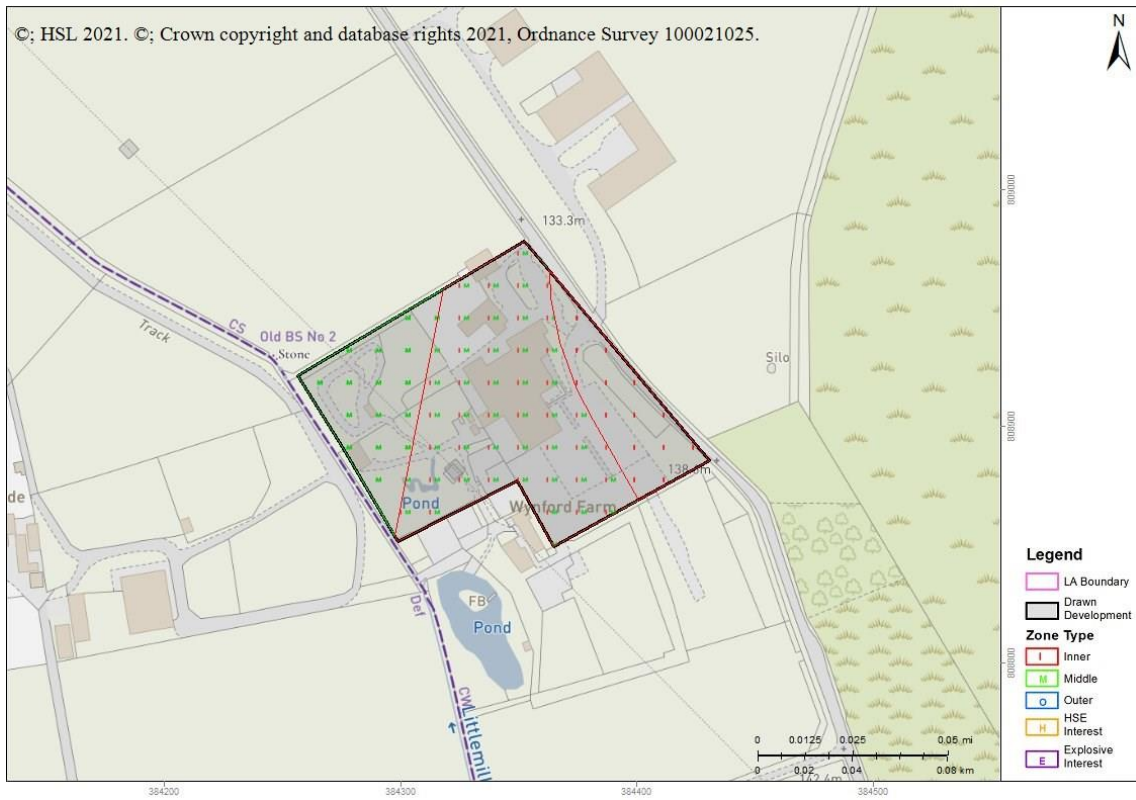 ©; HSL 2021. ©; Crown copyright and database rights 2021, Ordnance Survey 100021025.
N
133.3m
809000
Track
CS
Old BS No 2
Stone
Silo
808900
de
Pond
Wynford Farm
FB
Pond
Def
CW
Littlemill
808800
Legend
LA Boundary
Drawn
Development
Zone Type
I Inner
M Middle
O Outer
H HSE
Interest
E Explosive
Interest
0 0.0125 0.025 0.05 mi
0 0.02 0.04 0.08 km
384200 384300 384400 384500